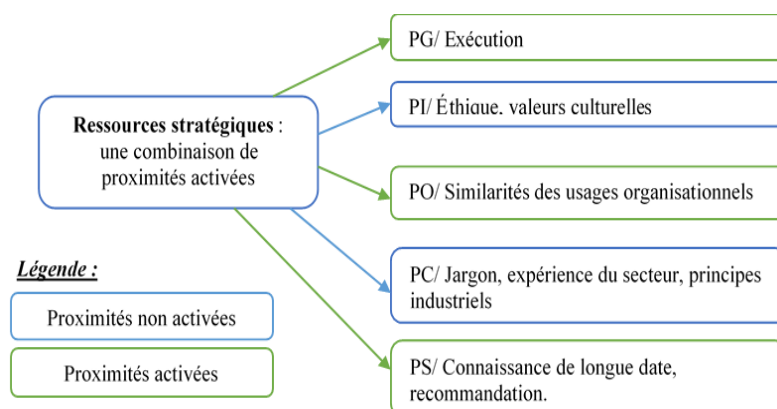 PG/ Exécution
PI/ Éthique, valeurs culturelles
Ressources stratégiques :
une combinaison de
proximités activées
PO/ Similarités des usages organisationnels
PC/ Jargon, expérience du secteur, principes
industriels
PS/ Connaissance de longue date,
recommandation.
Légende :
Proximités non activées
Proximités activées